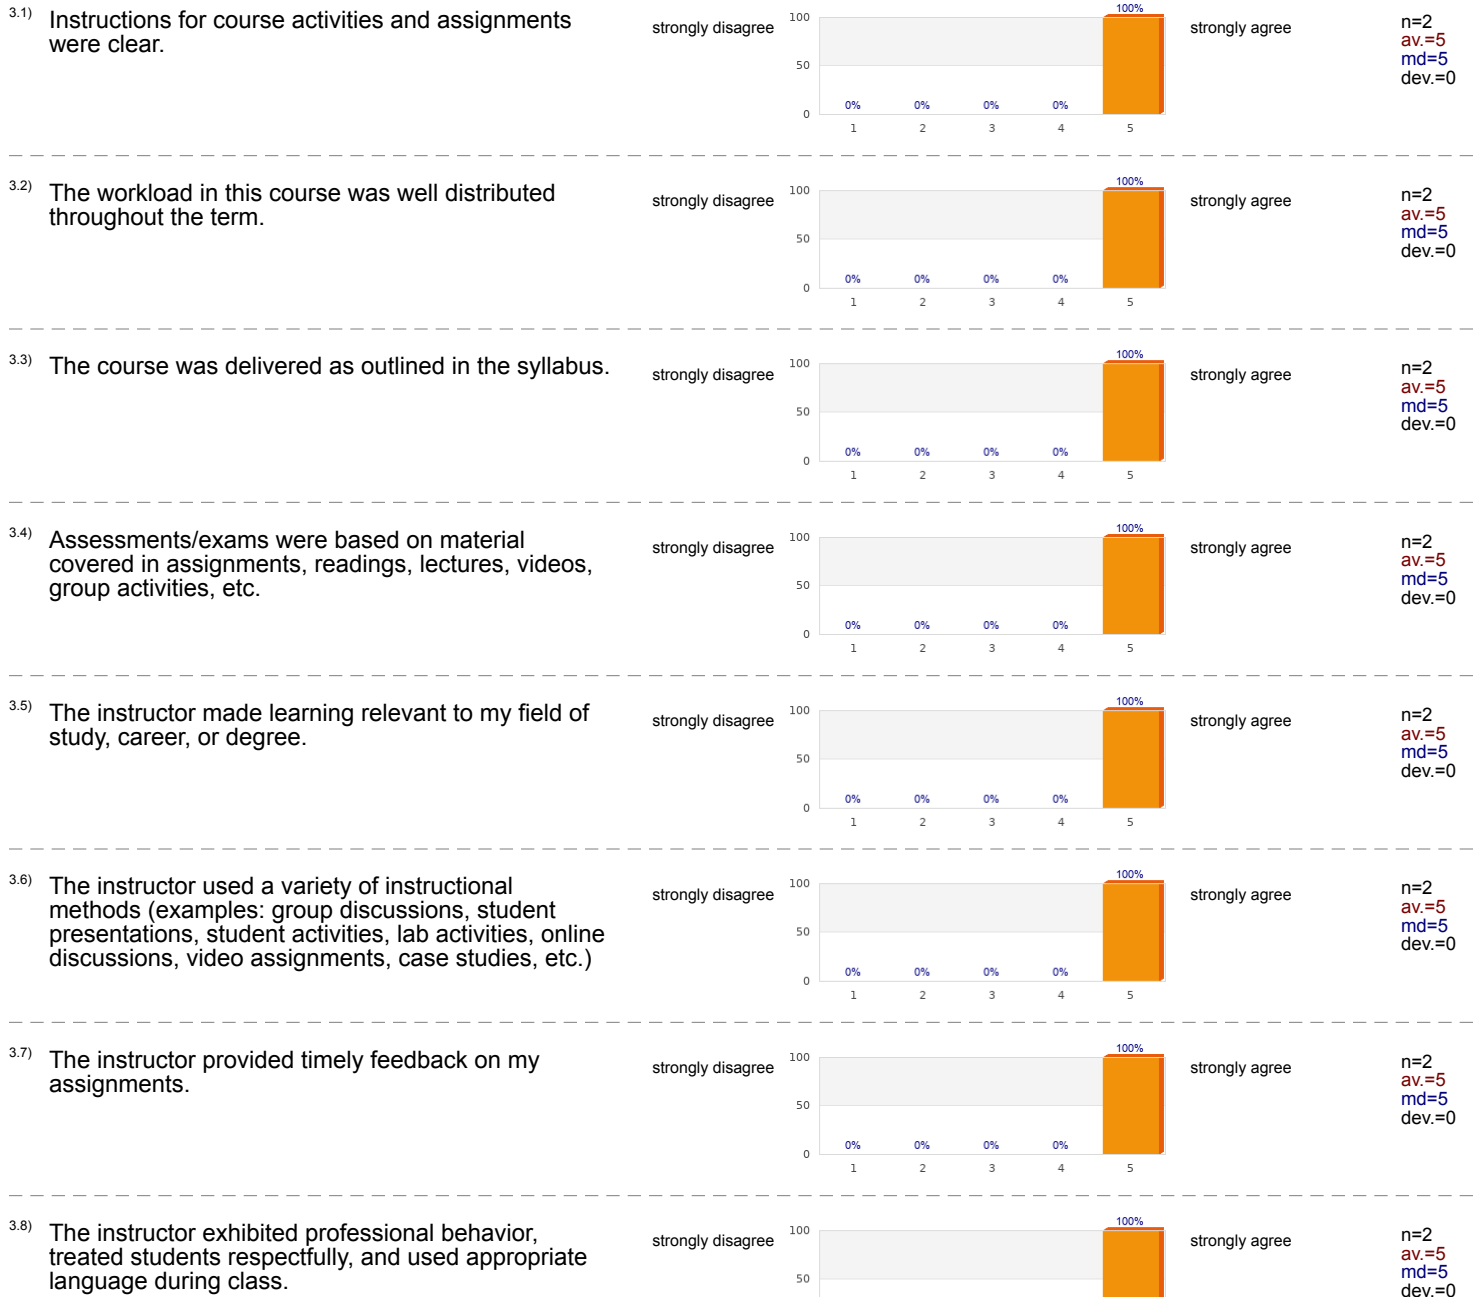 3.1) Instructions for course activities and assignments
were clear.
strongly disagree
100
50
0
100%
0% 0% 0% 0%
1 2 3 4 5
strongly agree
n=2
av.=5
md=5
dev.=0
3.2) The workload in this course was well distributed
throughout the term.
strongly disagree
100
50
0
100%
0% 0% 0% 0%
1 2 3 4 5
strongly agree
n=2
av.=5
md=5
dev.=0
3.3) The course was delivered as outlined in the syllabus.
strongly disagree
100
50
0
100%
0% 0% 0% 0%
1 2 3 4 5
strongly agree
n=2
av.=5
md=5
dev.=0
3.4) Assessments/exams were based on material
covered in assignments, readings, lectures, videos,
group activities, etc.
strongly disagree
100
50
0
100%
0% 0% 0% 0%
1 2 3 4 5
strongly agree
n=2
av.=5
md=5
dev.=0
3.5) The instructor made learning relevant to my field of
study, career, or degree.
strongly disagree
100
50
0
100%
0% 0% 0% 0%
1 2 3 4 5
strongly agree
n=2
av.=5
md=5
dev.=0
3.6) The instructor used a variety of instructional
methods (examples: group discussions, student
presentations, student activities, lab activities, online
discussions, video assignments, case studies, etc.)
strongly disagree
100
50
0
100%
0% 0% 0% 0%
1 2 3 4 5
strongly agree
n=2
av.=5
md=5
dev.=0
3.7) The instructor provided timely feedback on my
assignments.
strongly disagree
100
50
0
100%
0% 0% 0% 0%
1 2 3 4 5
strongly agree
n=2
av.=5
md=5
dev.=0
3.8) The instructor exhibited professional behavior,
treated students respectfully, and used appropriate
language during class.
strongly disagree
100
50
100%
strongly agree
n=2
av.=5
md=5
dev.=0